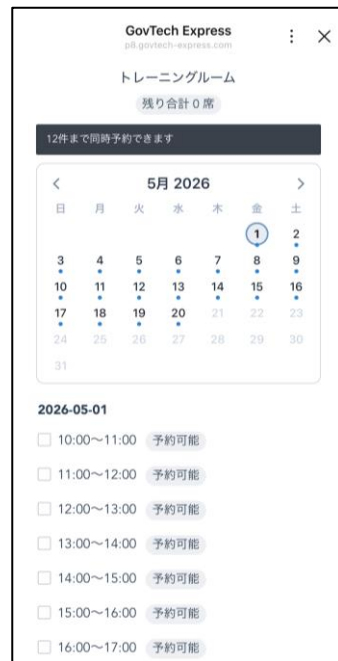 GovTech Express
p8.govtech-express.com
トレーニングルーム
残り合計 0 席
12件まで同時予約できます
5月 2026
日 月 火 水 木 金 土
1 2
3 4 5 6 7 8 9
10 11 12 13 14 15 16
17 18 19 20 21 22 23
24 25 26 27 28 29 30
31
2026-05-01
10:00～11:00 予約可能
11:00～12:00 予約可能
12:00～13:00 予約可能
13:00～14:00 予約可能
14:00～15:00 予約可能
15:00～16:00 予約可能
16:00～17:00 予約可能